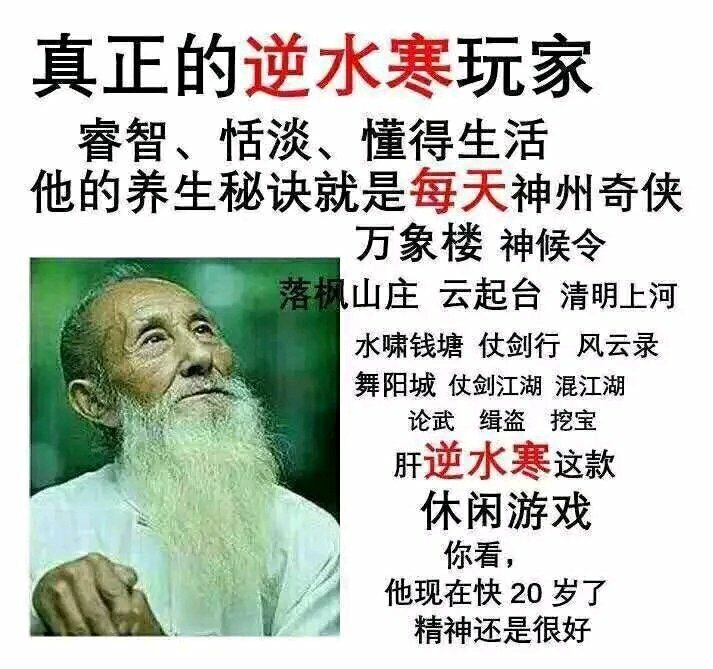 真正的逆水寒玩家
睿智、恬淡、懂得生活
他的养生秘诀就是每天神州奇侠
万象楼 神候令
落枫山庄 云起台 清明上河
水啸钱塘 仗剑行 风云录
舞阳城 仗剑江湖 混江湖
论武 缉盗 挖宝
肝逆水寒这款
休闲游戏
你看，
他现在快 20 岁了
精神还是很好